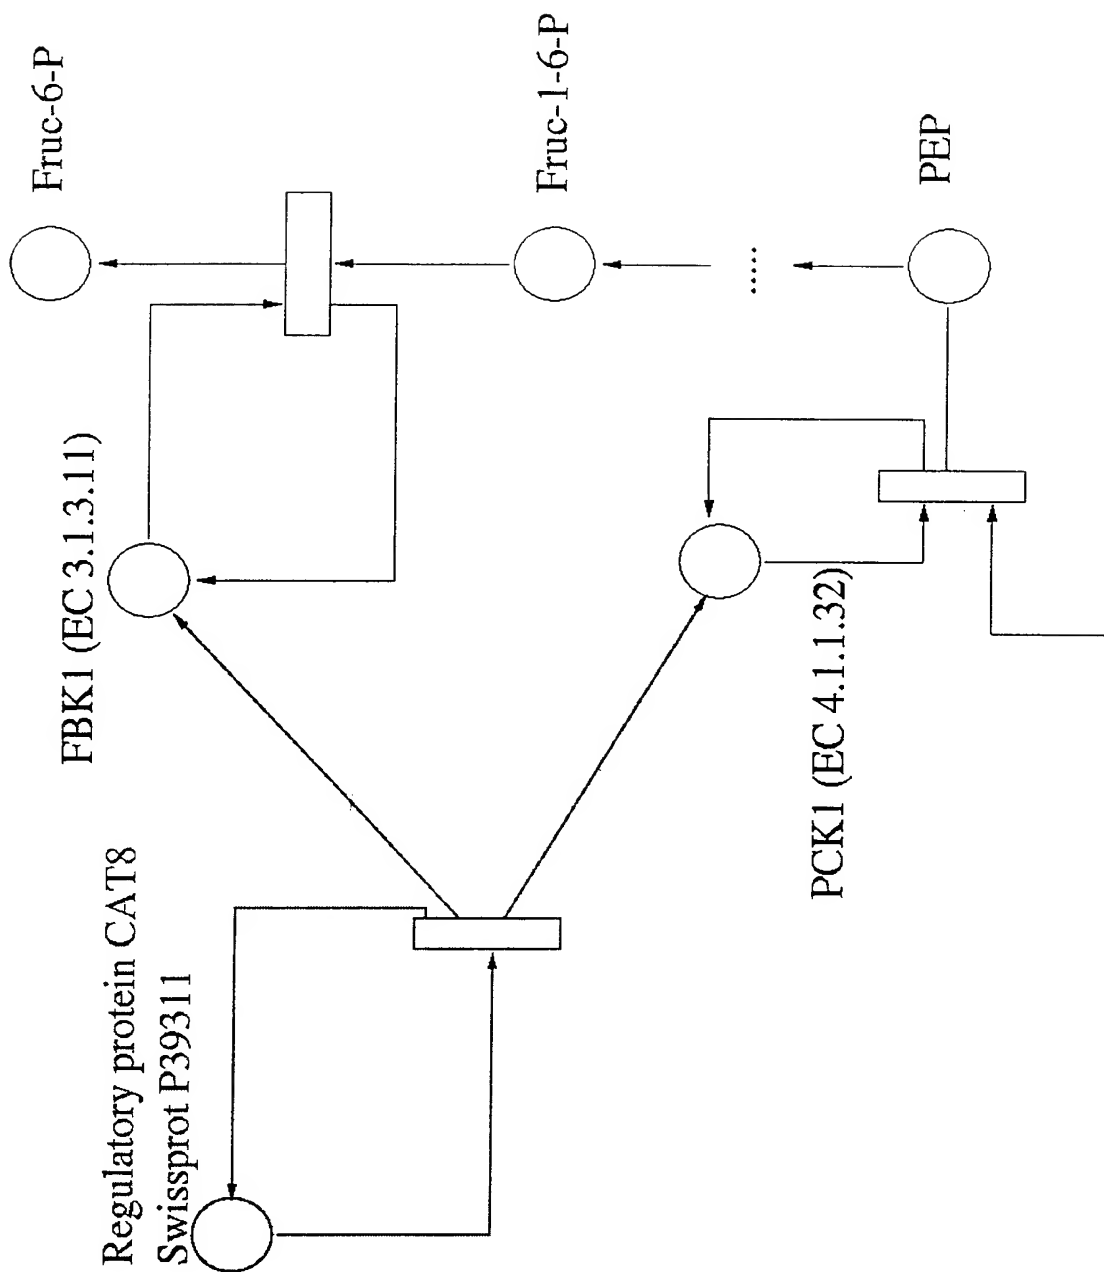 Regulatory protein CAT8
Swissprot P39311
FBK1 (EC 3.1.3.11)
Fruc-6-P
Fruc-1-6-P
PCK1 (EC 4.1.1.32)
.....
PEP